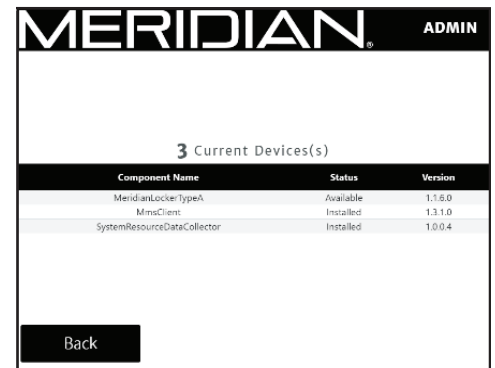 MERIDIAN® ADMIN
3 Current Devices(s)
Component Name Status Version
MeridianLockerTypeA Available 1.1.6.0
MmsClient Installed 1.3.1.0
SystemResourceDataCollector Installed 1.0.0.4
Back